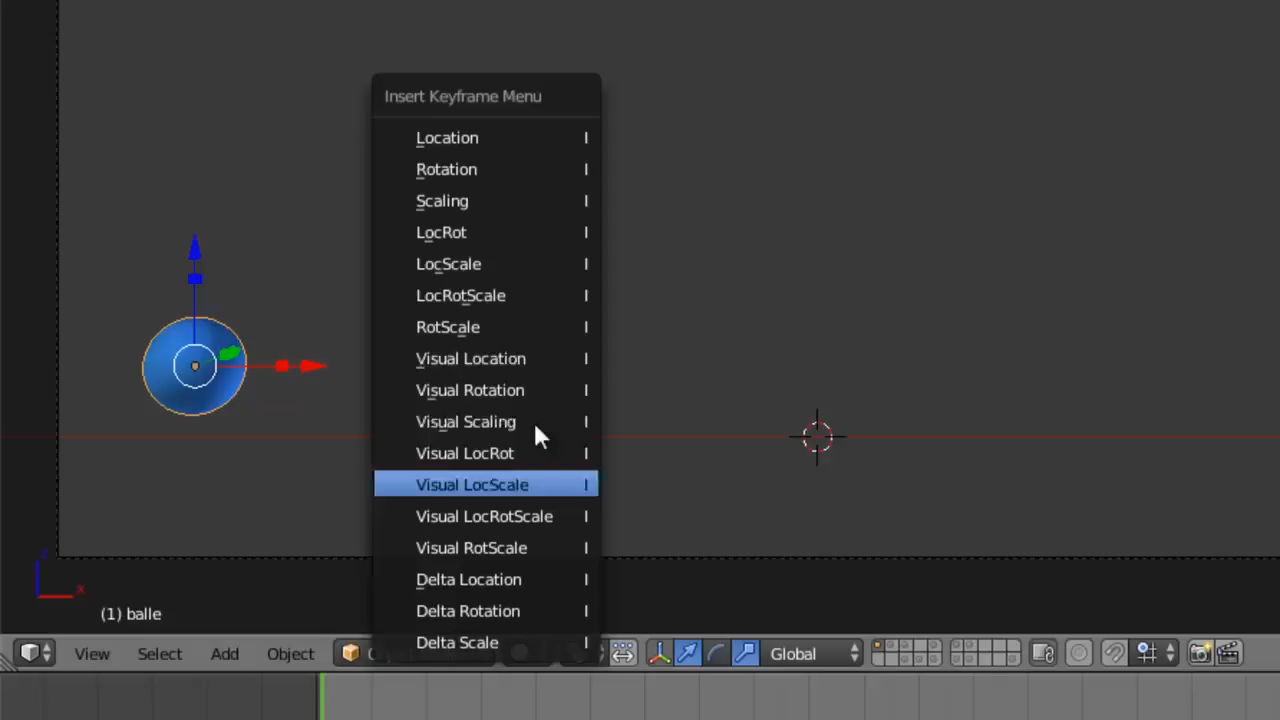 Insert Keyframe Menu
Location I
Rotation I
Scaling I
LocRot I
LocScale I
LocRotScale I
RotScale I
Visual Location I
Visual Rotation I
Visual Scaling I
Visual LocRot I
Visual LocScale I
Visual LocRotScale I
Visual RotScale I
Delta Location I
Delta Rotation I
Delta Scale I
z
x
(1) balle
View Select Add Object Global